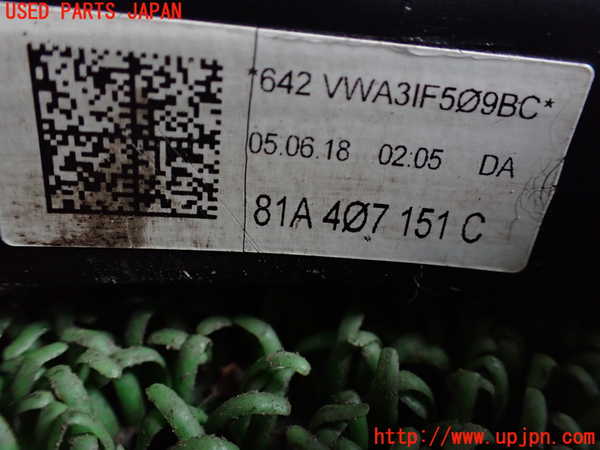 USED PARTS JAPAN
*642 VWA3IF5Ø9BC*
05.06.18 02:05 DA
81A 4Ø7 151 C
http://www.upjpn.com